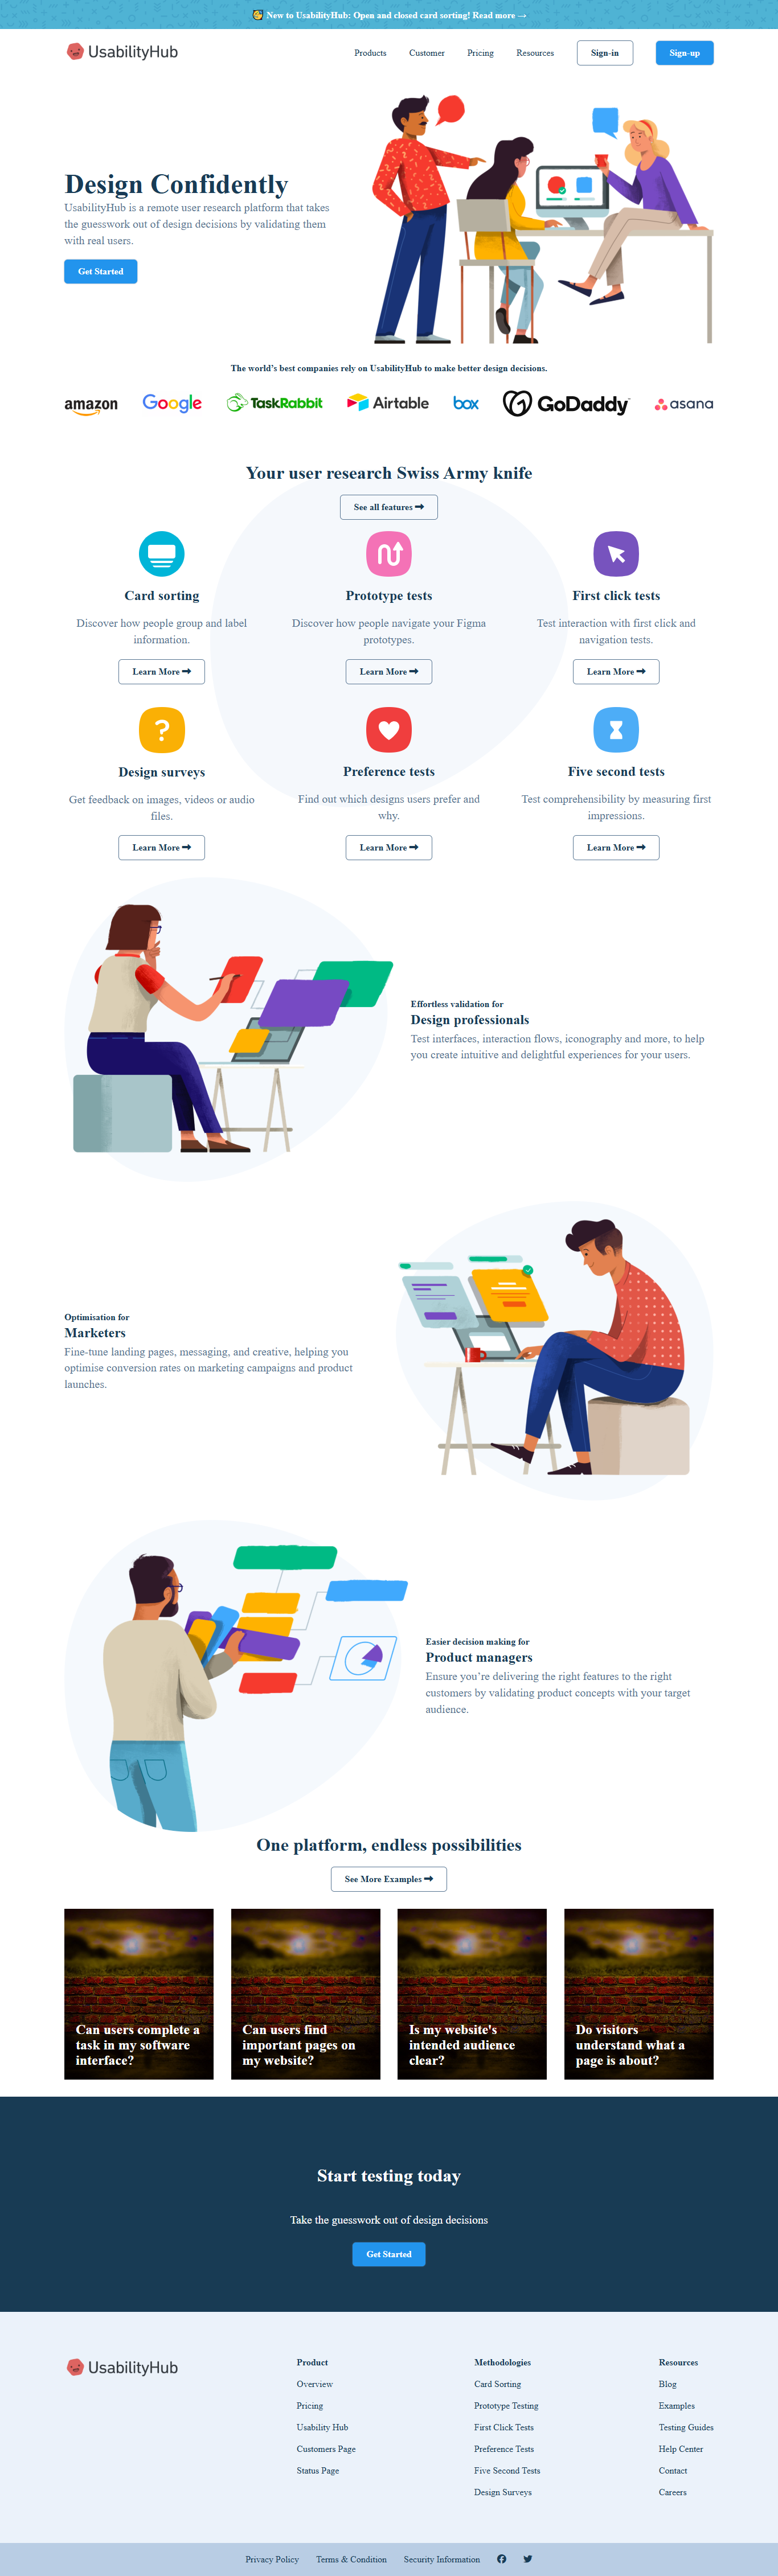 New to UsabilityHub: Open and closed card sorting! Read more →
UsabilityHub
Products
Customer
Pricing
Resources
Sign-in
Sign-up
Design Confidently
UsabilityHub is a remote user research platform that takes
the guesswork out of design decisions by validating them
with real users.
Get Started
The world's best companies rely on UsabilityHub to make better design decisions.
amazon
Google
TaskRabbit
Airtable
box
GoDaddy
asana
Your user research Swiss Army knife
See all features
Card sorting
Prototype tests
First click tests
Discover how people group and label
information.
Discover how people navigate your Figma
prototypes.
Test interaction with first click and
navigation tests.
Learn More
Learn More
Learn More
?
Design surveys
Preference tests
Five second tests
Get feedback on images, videos or audio
files.
Find out which designs users prefer and
why.
Test comprehensibility by measuring first
impressions.
Learn More
Learn More
Learn More
Effortless validation for
Design professionals
Test interfaces, interaction flows, iconography and more, to help
you create intuitive and delightful experiences for your users.
Optimisation for
Marketers
Fine-tune landing pages, messaging, and creative, helping you
optimise conversion rates on marketing campaigns and product
launches.
Easier decision making for
Product managers
Ensure you're delivering the right features to the right
customers by validating product concepts with your target
audience.
One platform, endless possibilities
See More Examples
Can users complete a
task in my software
interface?
Can users find
important pages on
my website?
Is my website's
intended audience
clear?
Do visitors
understand what a
page is about?
Start testing today
Take the guesswork out of design decisions
Get Started
UsabilityHub
Product
Overview
Pricing
Usability Hub
Customers Page
Status Page
Methodologies
Card Sorting
Prototype Testing
First Click Tests
Preference Tests
Five Second Tests
Design Surveys
Resources
Blog
Examples
Testing Guides
Help Center
Contact
Careers
Privacy Policy
Terms & Condition
Security Information